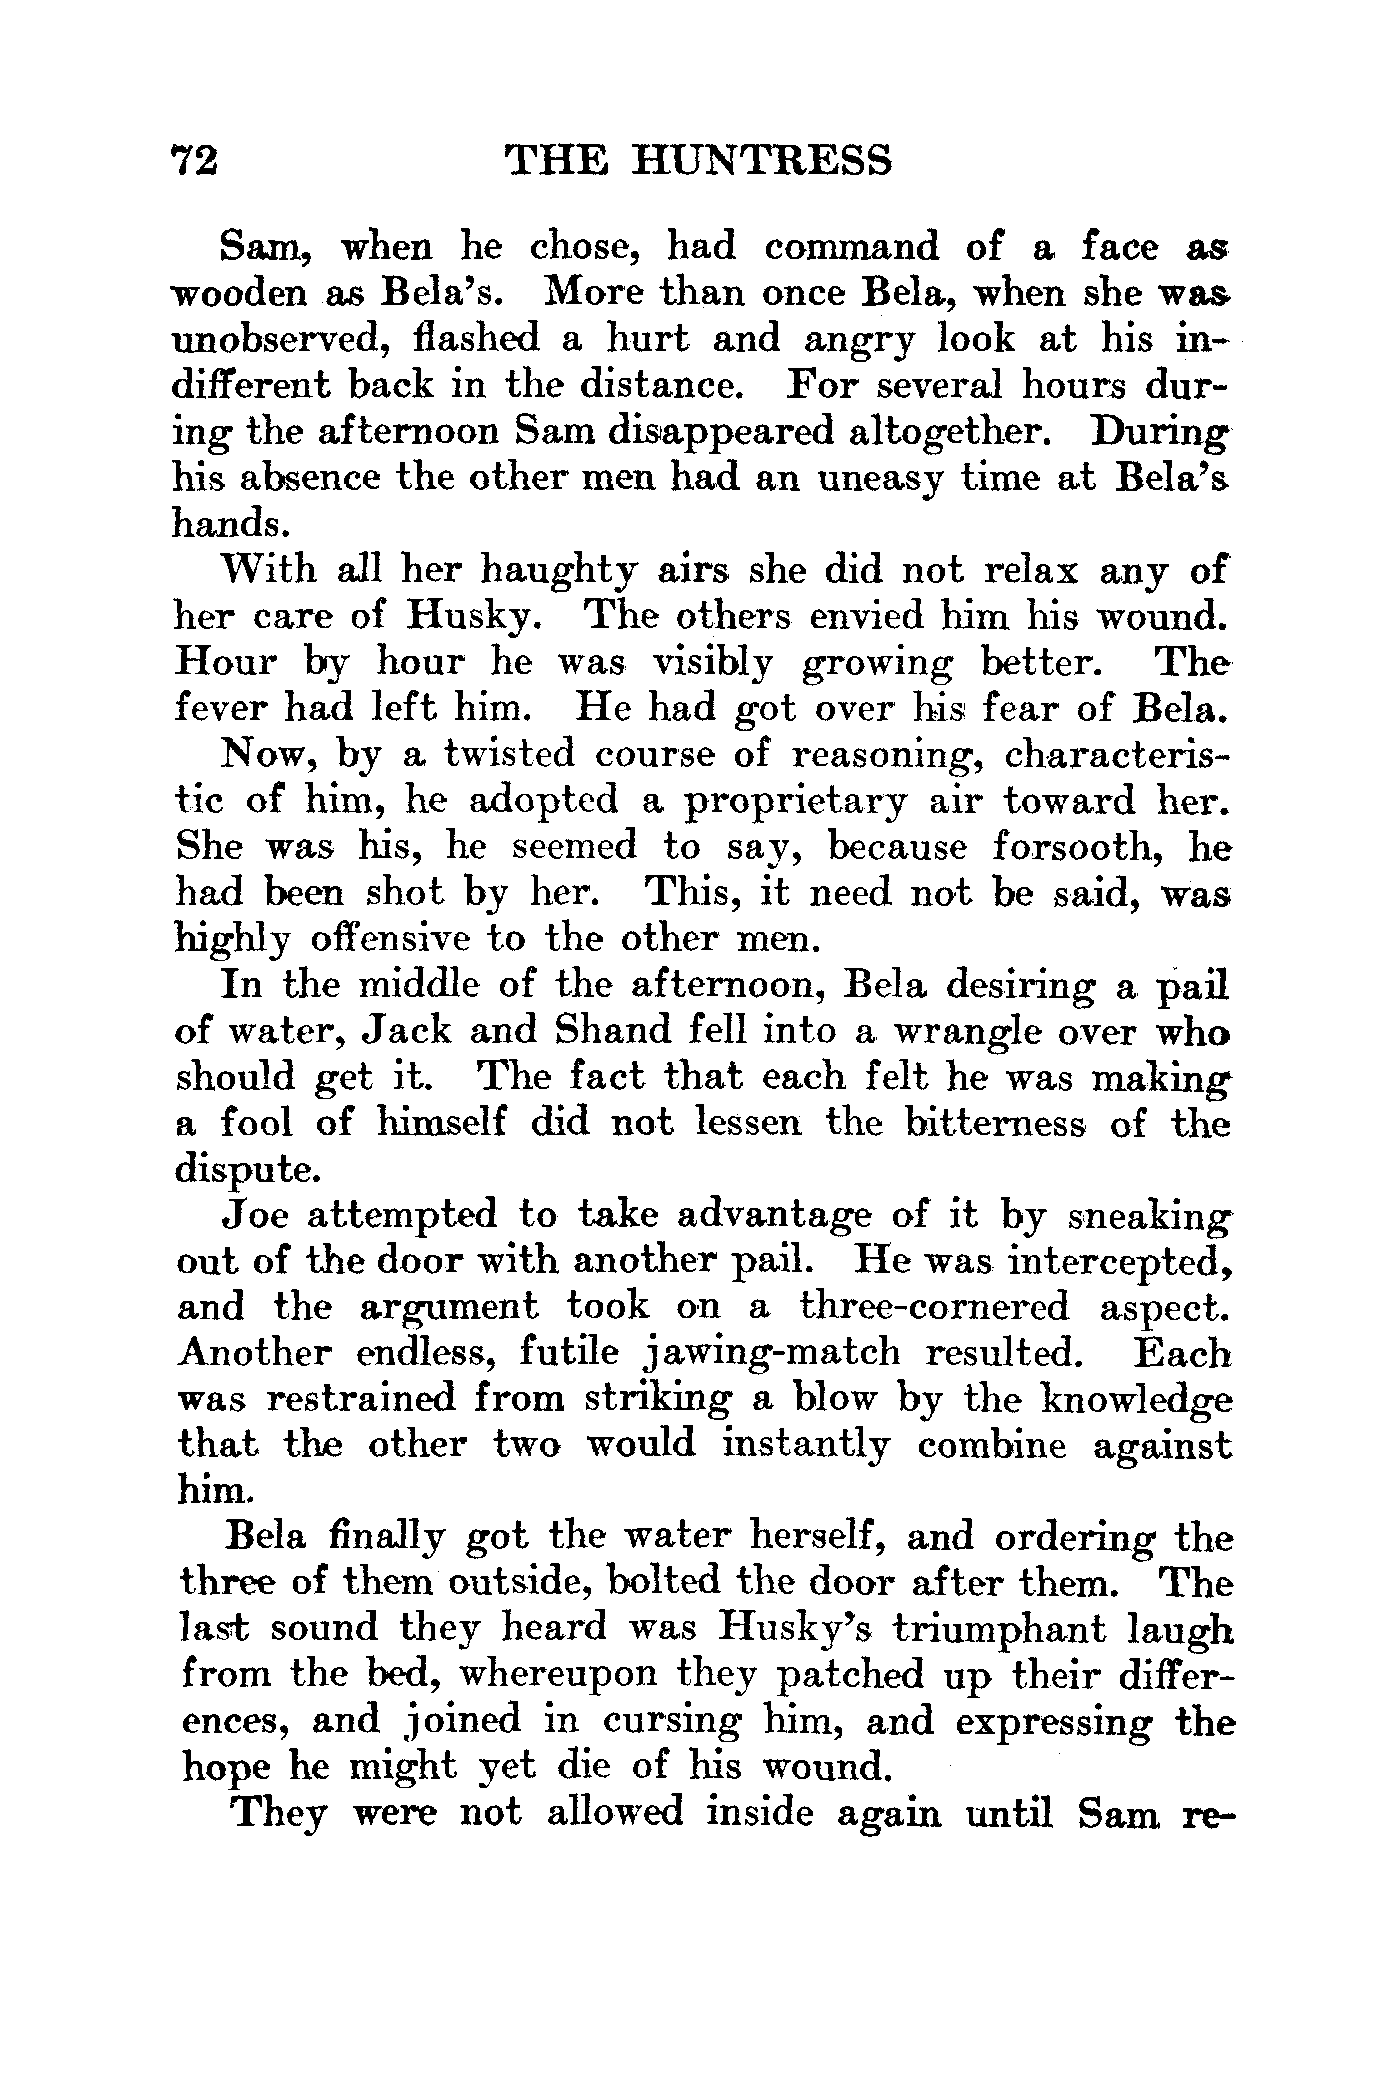 72 THE HUNTRESS
Sam, when he chose, had command of a face as
wooden as Bela's. More than once Bela, when she was
unobserved, flashed a hurt and angry look at his in-
different back in the distance. For several hours dur-
ing the afternoon Sam disappeared altogether. During
his absence the other men had an uneasy time at Bela's
hands.
With all her haughty airs she did not relax any of
her care of Husky. The others envied him his wound.
Hour by hour he was visibly growing better. The
fever had left him. He had got over his fear of Bela.
Now, by a twisted course of reasoning, characteris-
tic of him, he adopted a proprietary air toward her.
She was his, he seemed to say, because forsooth, he
had been shot by her. This, it need not be said, was
highly offensive to the other men.
In the middle of the afternoon, Bela desiring a pail
of water, Jack and Shand fell into a wrangle over who
should get it. The fact that each felt he was making
a fool of himself did not lessen the bitterness of the
dispute.
Joe attempted to take advantage of it by sneaking
out of the door with another pail. He was intercepted,
and the argument took on a three-cornered aspect.
Another endless, futile jawing-match resulted. Each
was restrained from striking a blow by the knowledge
that the other two would instantly combine against
him.
Bela finally got the water herself, and ordering the
three of them outside, bolted the door after them. The
last sound they heard was Husky's triumphant laugh
from the bed, whereupon they patched up their differ-
ences, and joined in cursing him, and expressing the
hope he might yet die of his wound.
They were not allowed inside again until Sam re-